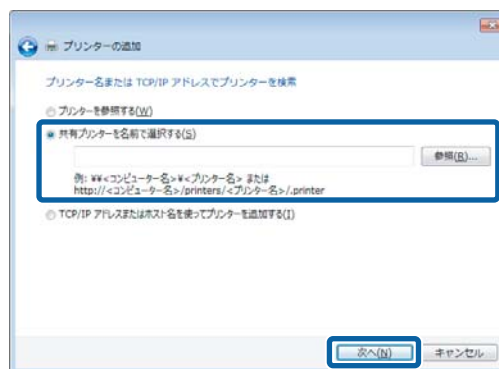 プリンターの追加
プリンター名または TCP/IP アドレスでプリンターを検索
プリンターを参照する(W)
共有プリンターを名前で選択する(S)
参照(R)...
例: ¥¥<コンピューター名>¥<プリンター名> または
http://<コンピューター名>/printers/<プリンター名>/.printer
TCP/IP アドレスまたはホスト名を使ってプリンターを追加する(I)
次へ(N)
キャンセル